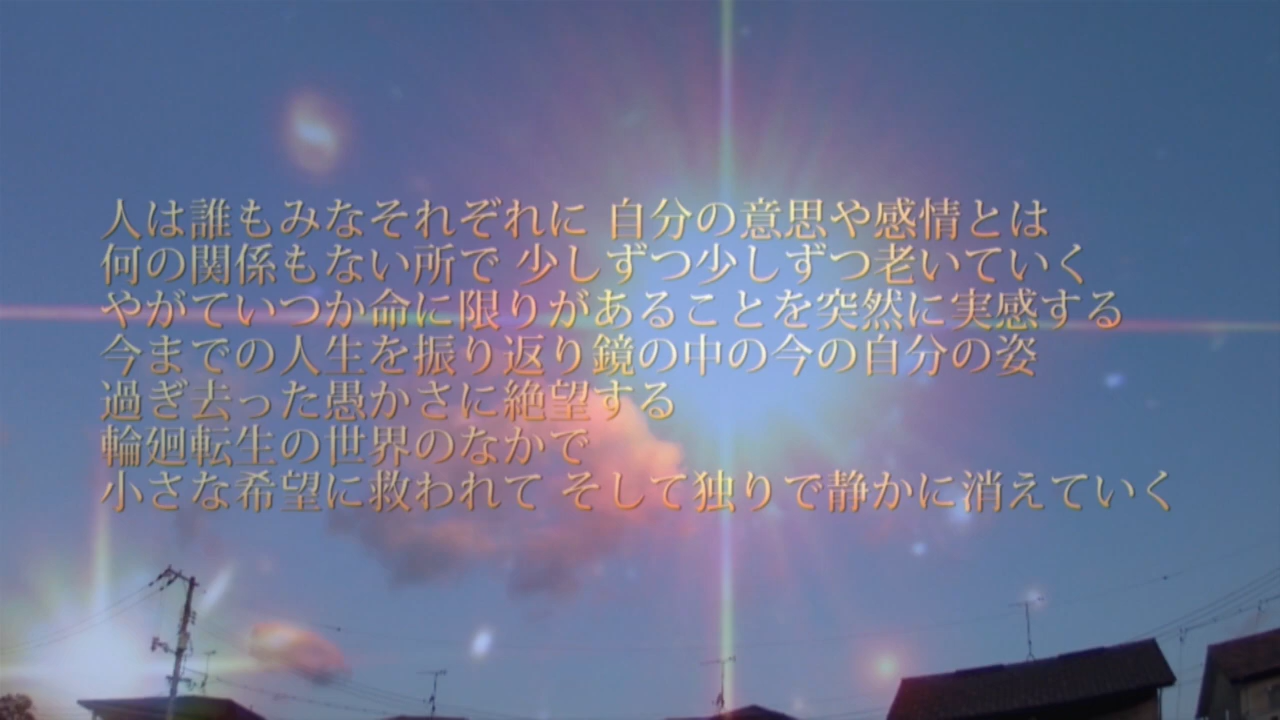 人は誰もみなそれぞれに 自分の意思や感情とは
何の関係もない所で 少しずつ少しずつ老いていく
やがていつか命に限りがあることを突然に実感する
今までの人生を振り返り鏡の中の今の自分の姿
過ぎ去った愚かさに絶望する
輪廻転生の世界のなかで
小さな希望に救われて そして独りで静かに消えていく